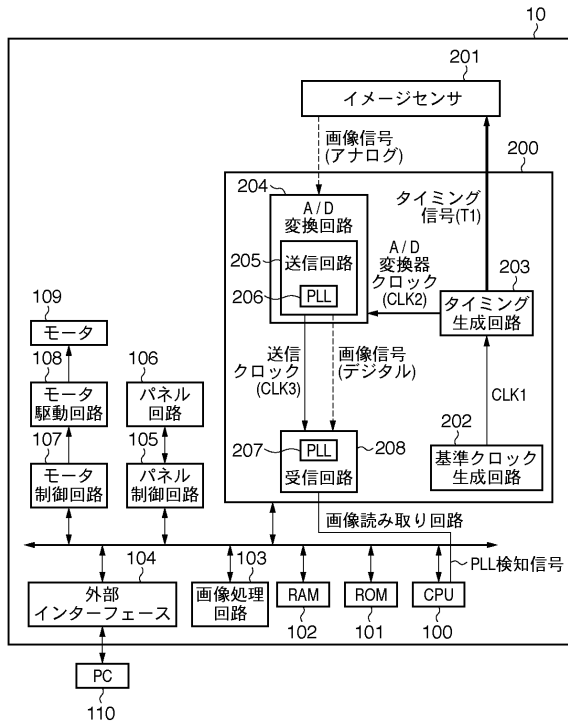 10
201
イメージセンサ
画像信号
(アナログ)
200
204
A/D
変換回路
タイミング
信号(T1)
205
送信回路
A/D
変換器
クロック
(CLK2)
206
PLL
203
タイミング
生成回路
109
モータ
108
モータ
駆動回路
106
パネル
回路
送信
クロック
(CLK3)
画像信号
(デジタル)
CLK1
107
モータ
制御回路
105
パネル
制御回路
207
PLL
208
受信回路
202
基準クロック
生成回路
画像読み取り回路
PLL検知信号
104
外部
インターフェース
103
画像処理
回路
RAM
102
ROM
101
CPU
100
PC
110